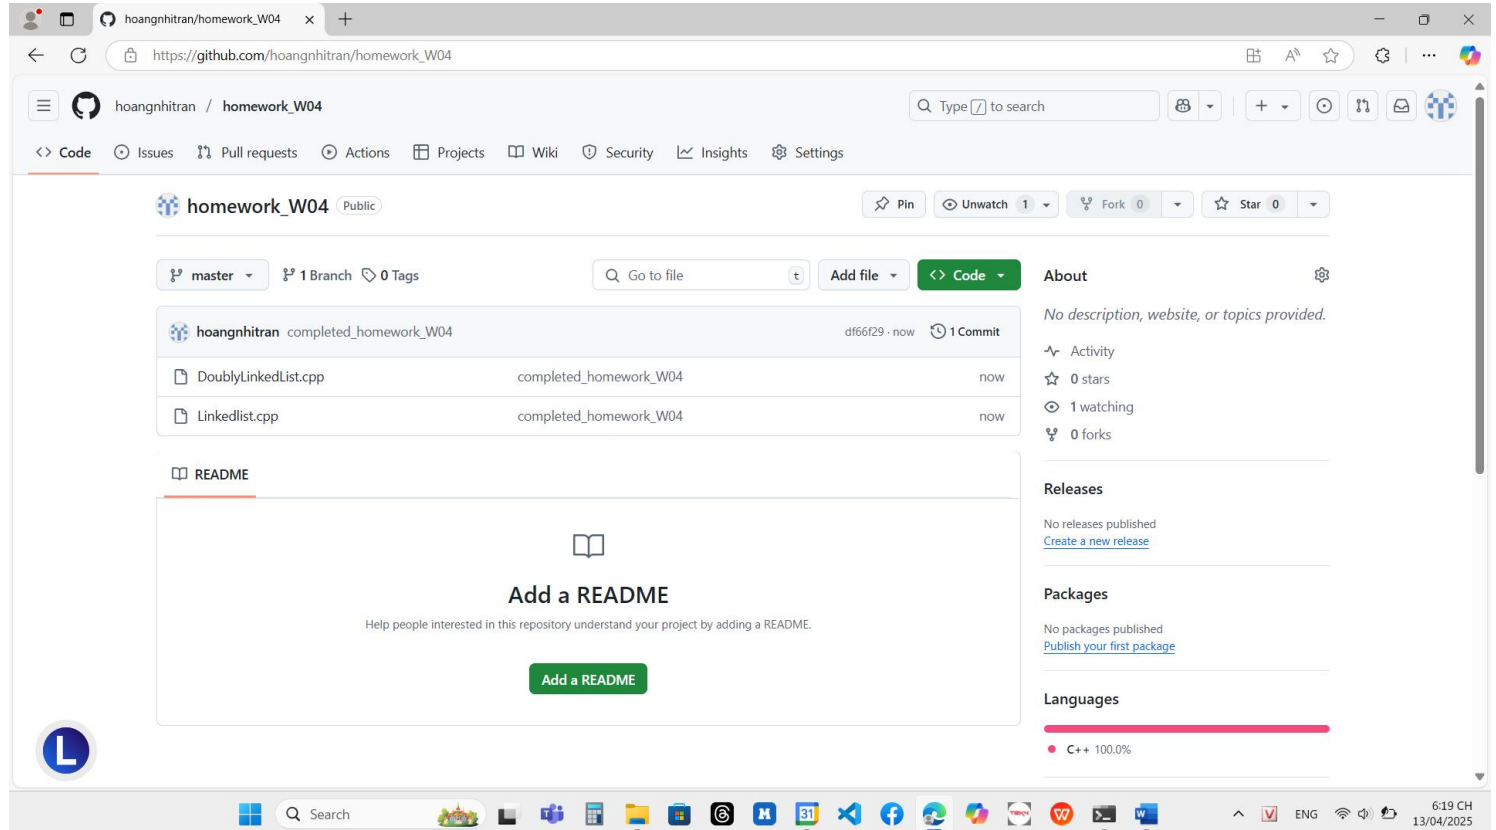 hoangnhitran/homework_W04
https://github.com/hoangnhitran/homework_W04
hoangnhitran / homework_W04
Type / to search
Code Issues Pull requests Actions Projects Wiki Security Insights Settings
homework_W04 Public
Pin Unwatch 1 Fork 0 Star 0
master 1 Branch 0 Tags Go to file t Add file Code
hoangnhitran completed_homework_W04 df66f29 · now 1 Commit
DoublyLinkedList.cpp completed_homework_W04 now
Linkedlist.cpp completed_homework_W04 now
README
Add a README
Help people interested in this repository understand your project by adding a README.
Add a README
About
No description, website, or topics provided.
Activity
0 stars
1 watching
0 forks
Releases
No releases published
Create a new release
Packages
No packages published
Publish your first package
Languages
C++ 100.0%
L
Search
31
ENG
6:19 CH
13/04/2025